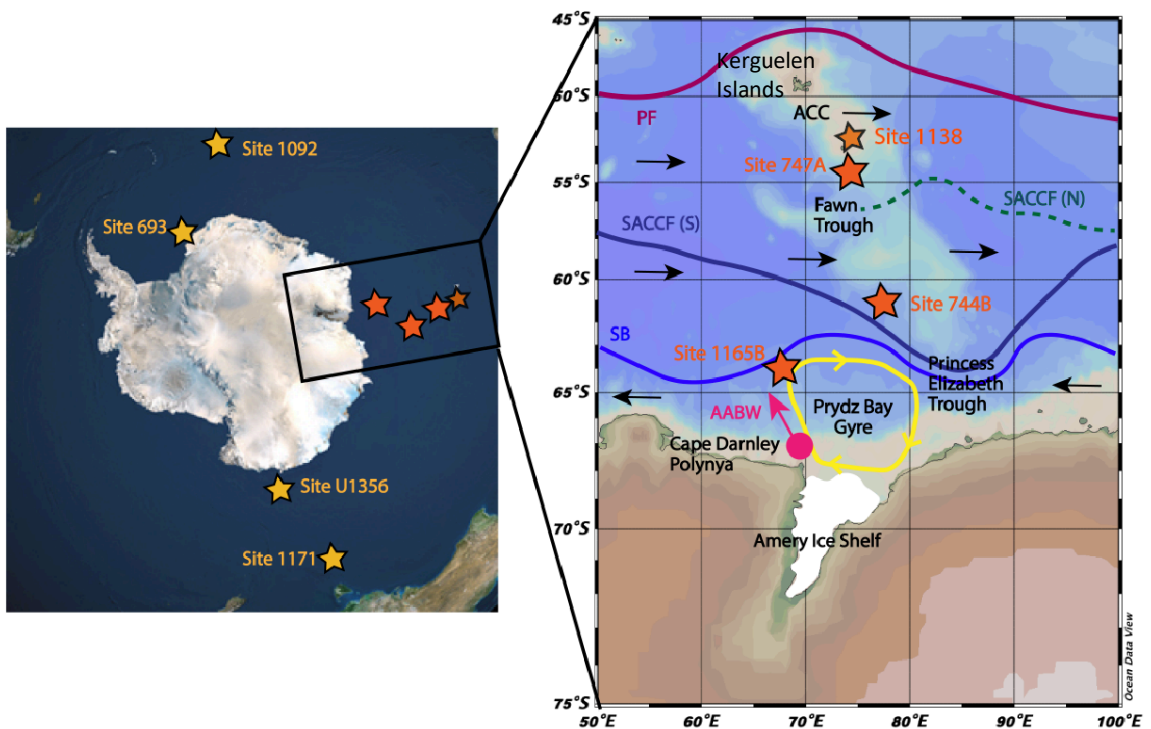 Site 1092
Site 693
Site U1356
Site 1171
45°S
50°S
55°S
60°S
65°S
70°S
75°S
50°E
60°E
70°E
80°E
90°E
100°E
Kerguelen
Islands
PF
ACC
Site 1138
Site 747A
Fawn
Trough
SACCF (N)
SACCF (S)
Site 744B
SB
Site 1165B
Princess
Elizabeth
Trough
AABW
Prydz Bay
Gyre
Cape Darnley
Polynya
Amery Ice Shelf
Ocean Data View